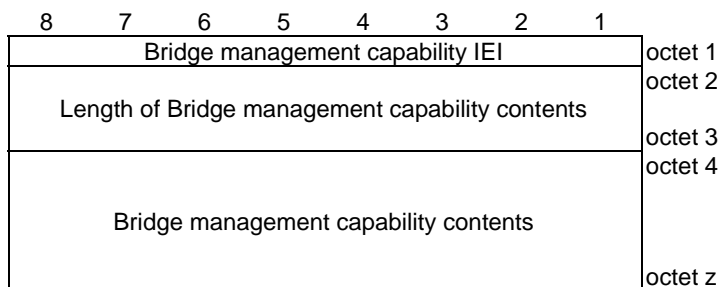 8 7 6 5 4 3 2 1
Bridge management capability IEI octet 1
octet 2
Length of Bridge management capability contents
octet 3
octet 4
Bridge management capability contents
octet z